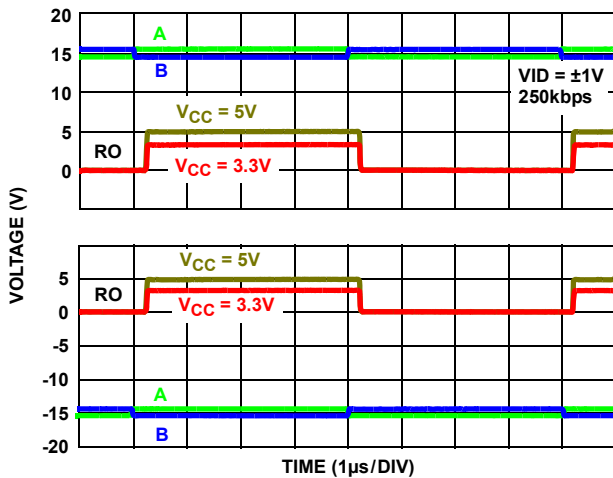 20
A
15
B
VID = ±1V
250kbps
10
VCC = 5V
5
RO
0
VCC = 3.3V
VOLTAGE (V)
VCC = 5V
5
RO
VCC = 3.3V
0
-5
-10
A
-15
B
-20
TIME (1µs/DIV)